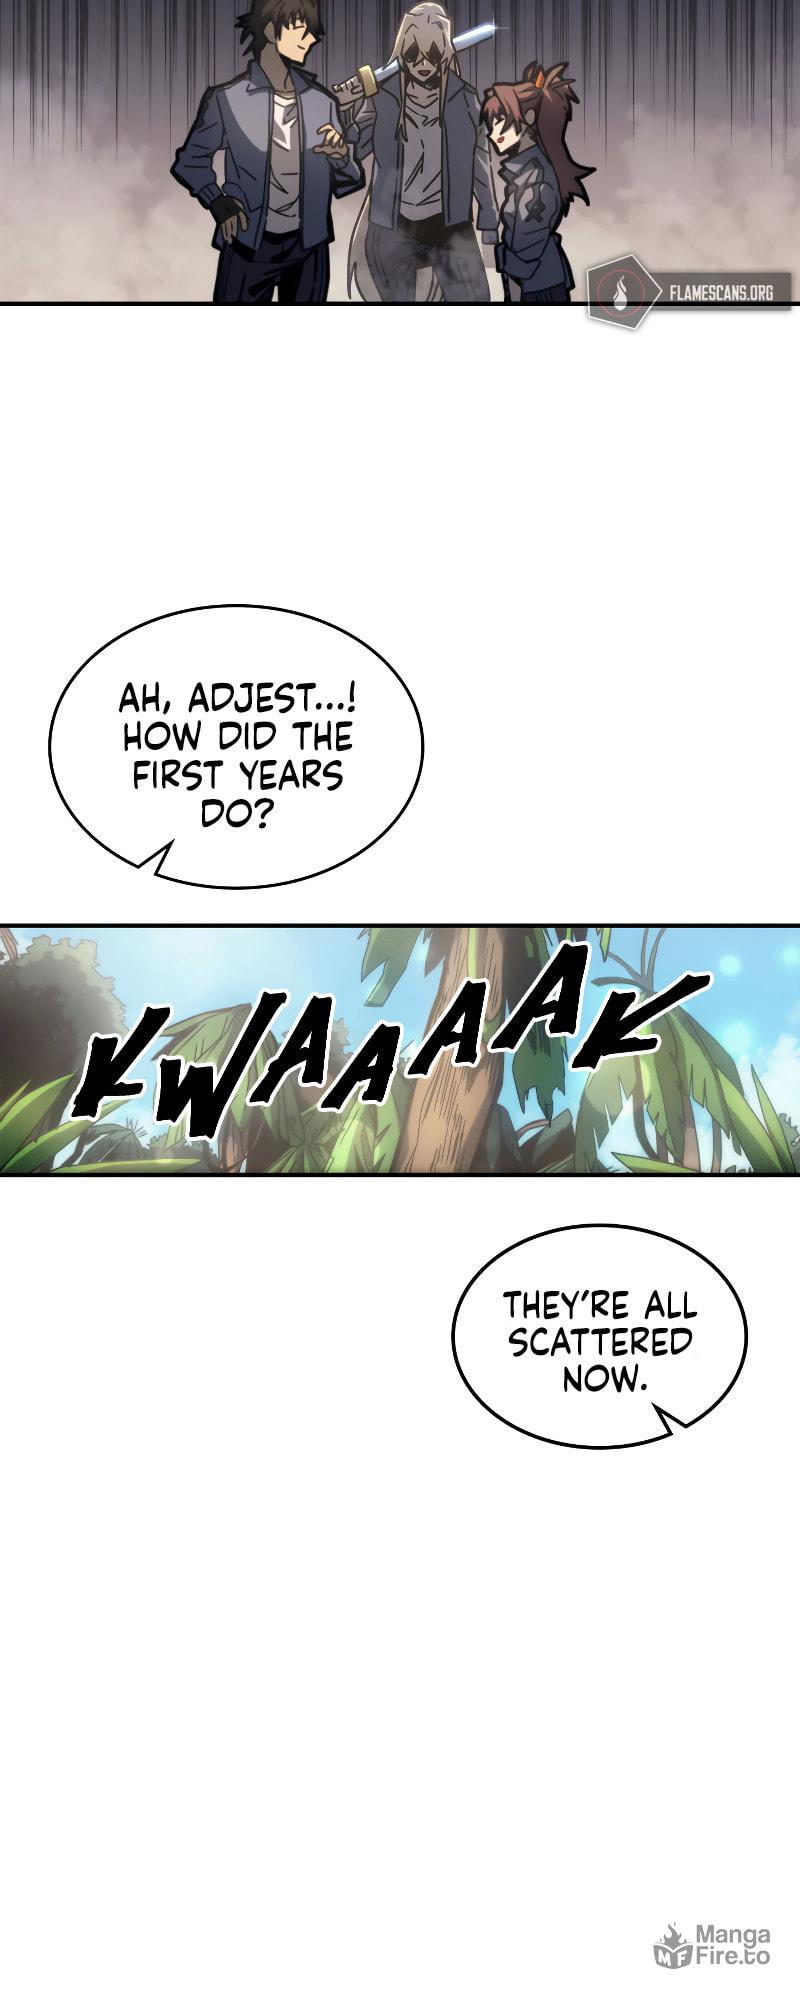 FLAMESCANS.ORG
AH, ADJEST...!
HOW DID THE
FIRST YEARS
DO?
KWAAAAAK
THEY'RE ALL
SCATTERED
NOW.
MF
Manga
Fire.to